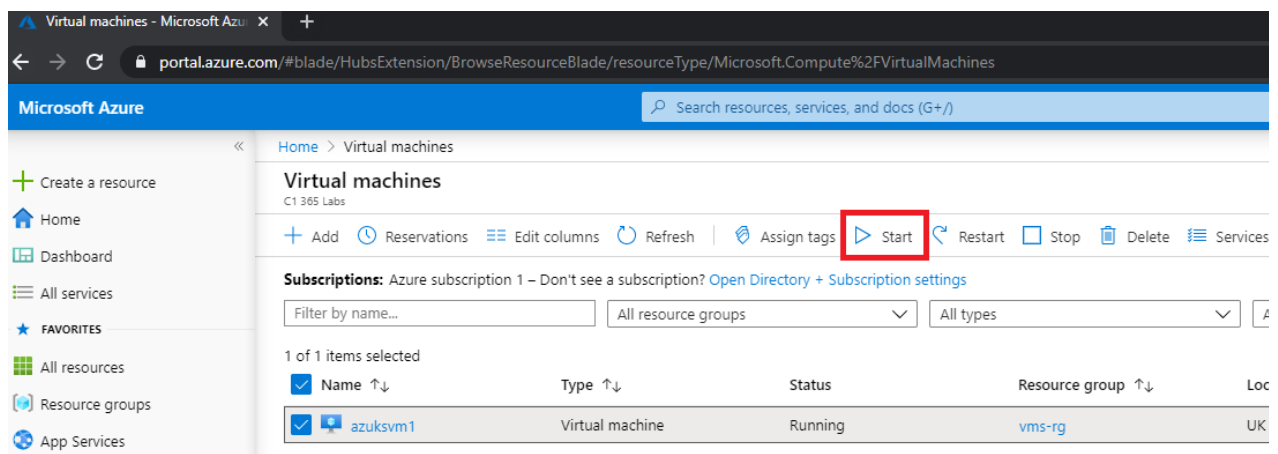 Virtual machines - Microsoft Azu
portal.azure.com/#blade/HubsExtension/BrowseResourceBlade/resourceType/Microsoft.Compute%2FVirtualMachines
Microsoft Azure
Search resources, services, and docs (G+/)
Home > Virtual machines
Create a resource
Home
Dashboard
All services
FAVORITES
All resources
Resource groups
App Services
Virtual machines
C1 365 Labs
Add Reservations Edit columns Refresh Assign tags Start Restart Stop Delete Services
Subscriptions: Azure subscription 1 – Don't see a subscription? Open Directory + Subscription settings
Filter by name... All resource groups All types A
1 of 1 items selected
Name Type Status Resource group Loc
azuksvm1 Virtual machine Running vms-rg UK